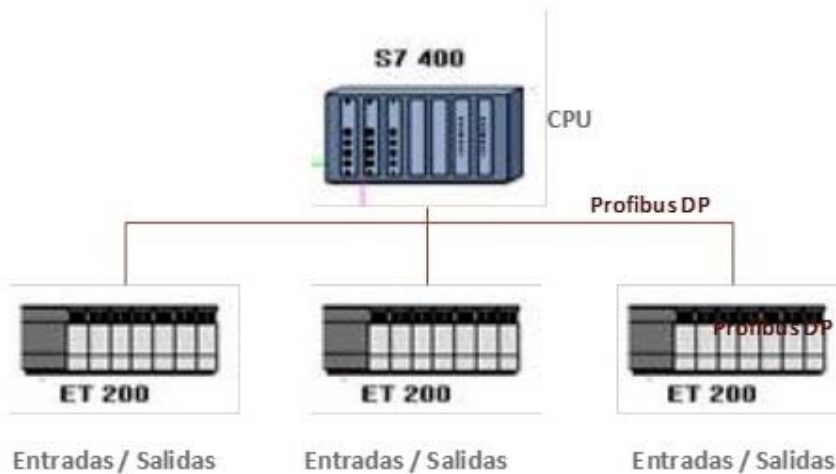 S7 400
CPU
Profibus DP
Profibus DP
ET 200
ET 200
ET 200
Entradas / Salidas
Entradas / Salidas
Entradas / Salidas